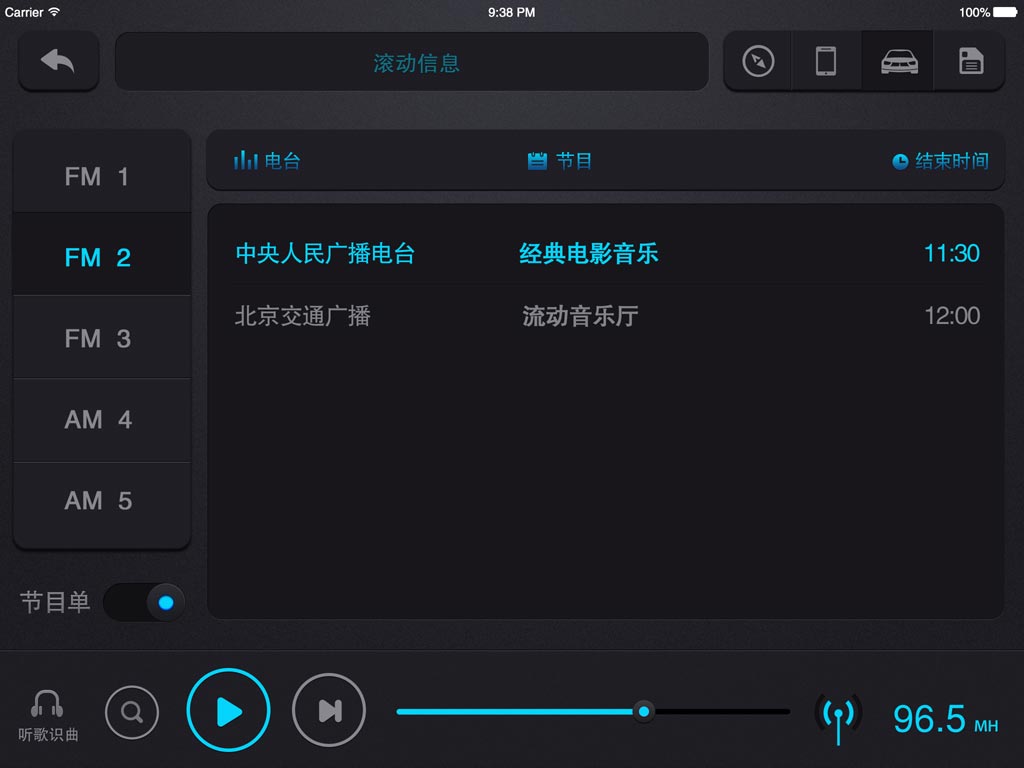 Carrier 9:38 PM 100%
滚动信息
FM 1
FM 2
FM 3
AM 4
AM 5
节目单
电台 节目 结束时间
中央人民广播电台 经典电影音乐 11:30
北京交通广播 流动音乐厅 12:00
听歌识曲
96.5 MH